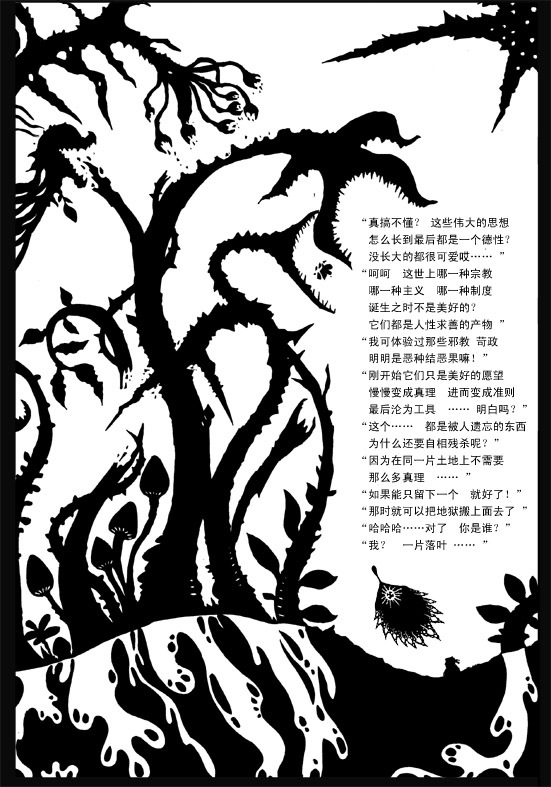 “真搞不懂？ 这些伟大的思想
怎么长到最后都是一个德性？
没长大的都很可爱哎…… ”
“呵呵 这世上哪一种宗教
哪一种主义 哪一种制度
诞生之时不是美好的？
它们都是人性求善的产物 ”
“我可体验过那些邪教 苛政
明明是恶种结恶果嘛！”
“刚开始它们只是美好的愿望
慢慢变成真理 进而变成准则
最后沦为工具 …… 明白吗？”
“这个…… 都是被人遗忘的东西
为什么还要自相残杀呢？”
“因为在同一片土地上不需要
那么多真理 …… ”
“如果能只留下一个 就好了！”
“那时就可以把地狱搬上面去了 ”
“哈哈哈……对了 你是谁？”
“我？ 一片落叶 …… ”